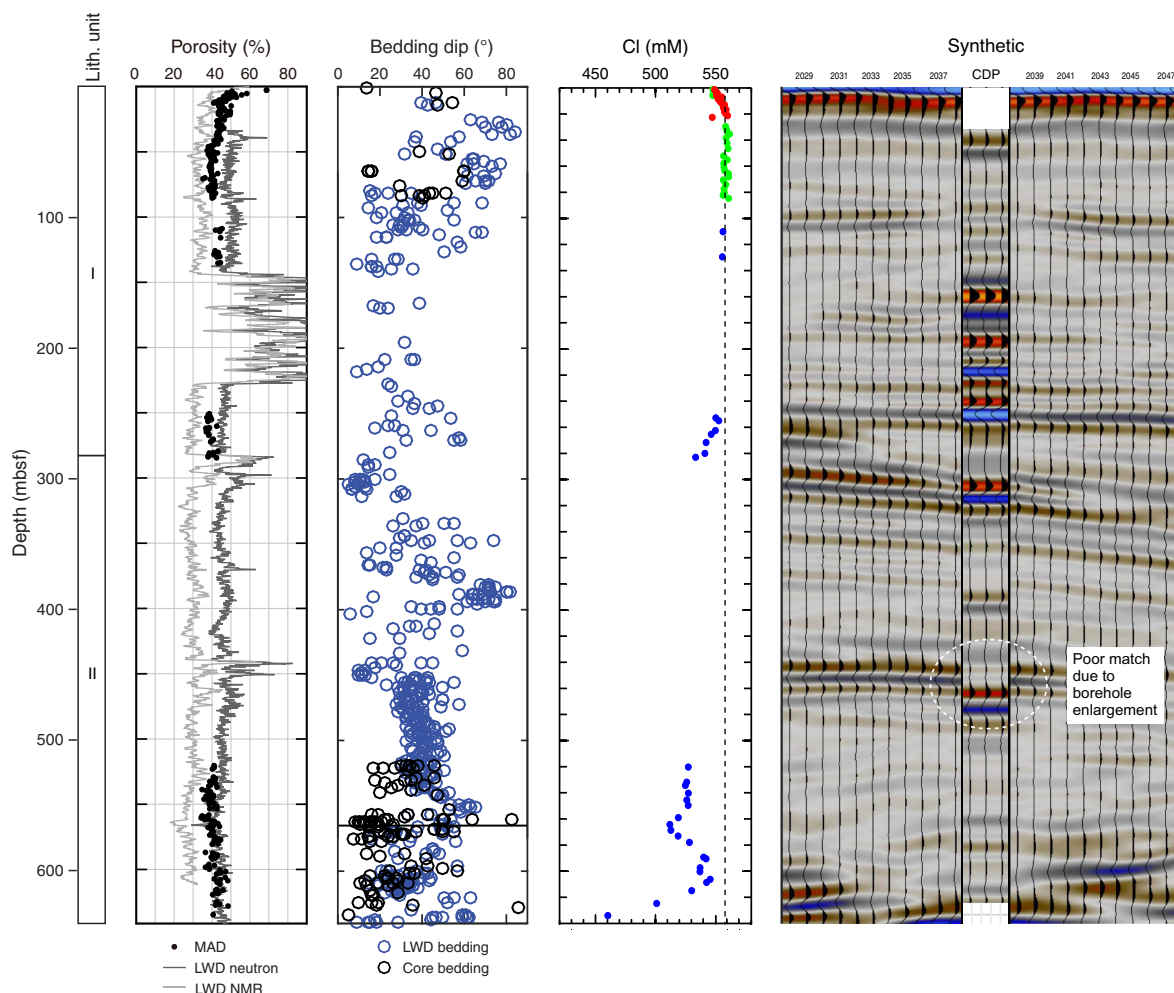 Lith. unit
Porosity (%)
Bedding dip (°)
Cl (mM)
Synthetic
0 20 40 60 80
0 20 40 60 80
450 500 550
2029 2031 2033 2035 2037 CDP 2039 2041 2043 2045 2047
Depth (mbsf)
100
200
300
400
500
600
I
II
Poor match
due to
borehole
enlargement
MAD
LWD neutron
LWD NMR
LWD bedding
Core bedding